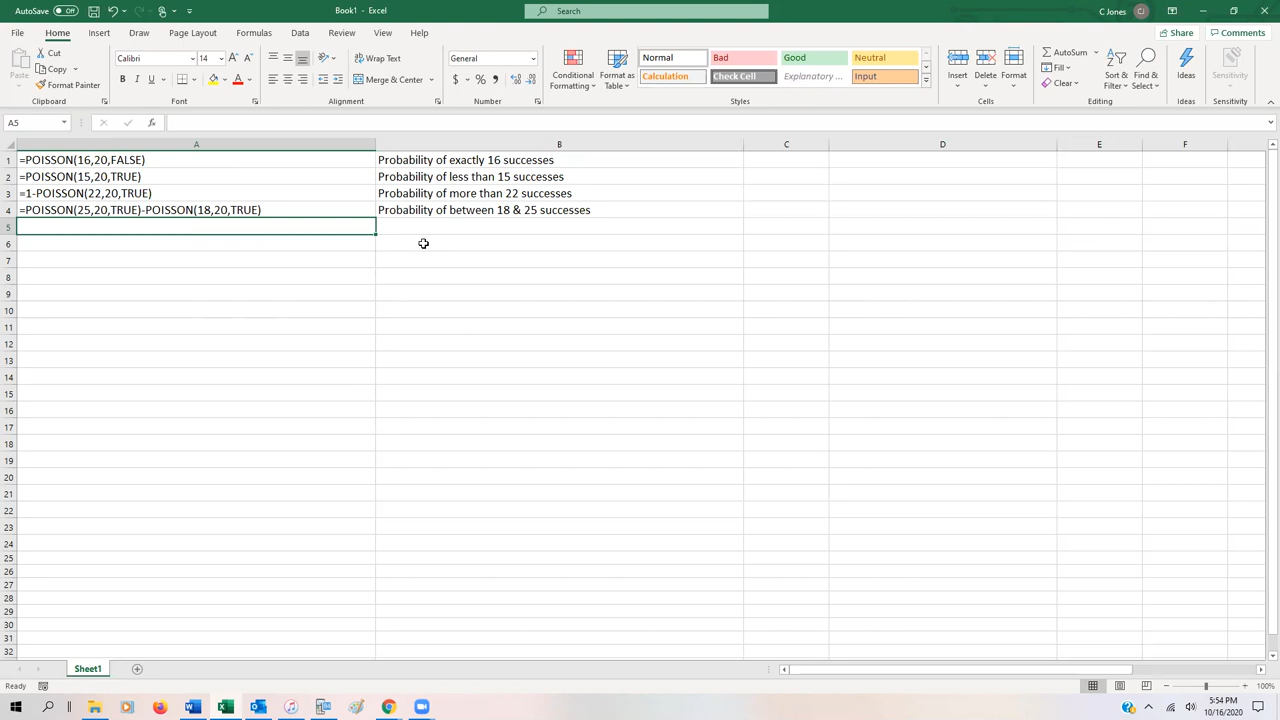 AutoSave Off Book1 - Excel Search C Jones
File Home Insert Draw Page Layout Formulas Data Review View Help Share Comments
Paste Cut Copy Format Painter Clipboard
Calibri 14 A A B I U A Font
Wrap Text Merge & Center Alignment
General $ % , Number
Conditional Formatting Format as Table
Normal Bad Good Neutral
Calculation Check Cell Explanatory ... Input
Styles
Insert Delete Format Cells
AutoSum Fill Clear Sort & Filter Find & Select Editing
Ideas Ideas
Sensitivity Sensitivity
A5 fx
A B C D E F
1 =POISSON(16,20,FALSE) Probability of exactly 16 successes
2 =POISSON(15,20,TRUE) Probability of less than 15 successes
3 =1-POISSON(22,20,TRUE) Probability of more than 22 successes
4 =POISSON(25,20,TRUE)-POISSON(18,20,TRUE) Probability of between 18 & 25 successes
5
6
7
8
9
10
11
12
13
14
15
16
17
18
19
20
21
22
23
24
25
26
27
28
29
30
31
32
Sheet1
Ready 100%
5:54 PM
10/16/2020